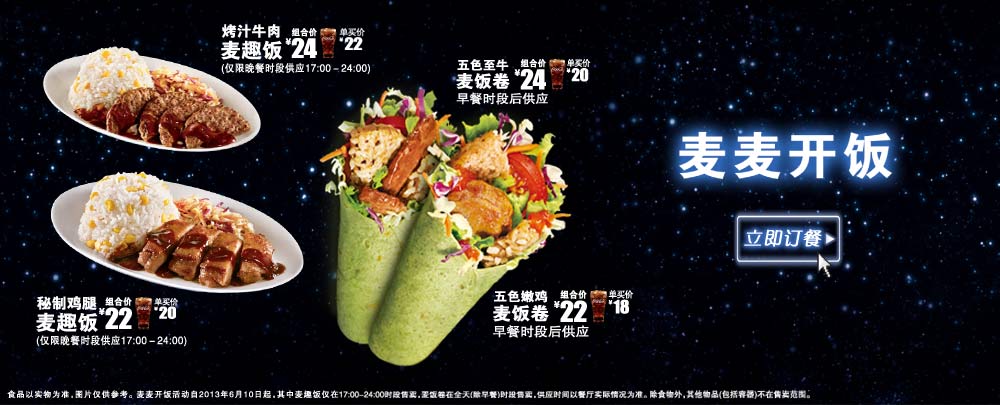 烤汁牛肉
麦趣饭
组合价
¥24
单买价
¥22
(仅限晚餐时段供应17:00－24:00)
五色至牛
麦饭卷
组合价
¥24
单买价
¥20
早餐时段后供应
麦麦开饭
立即订餐
秘制鸡腿
麦趣饭
组合价
¥22
单买价
¥20
(仅限晚餐时段供应17:00－24:00)
五色嫩鸡
麦饭卷
组合价
¥22
单买价
¥18
早餐时段后供应
食品以实物为准，图片仅供参考。麦麦开饭活动自2013年6月10日起，其中麦趣饭仅在17:00-24:00时段售卖，麦饭卷在全天(除早餐)时段售卖，供应时间以餐厅实际情况为准。除食物外，其他物品(包括容器)不在售卖范围。